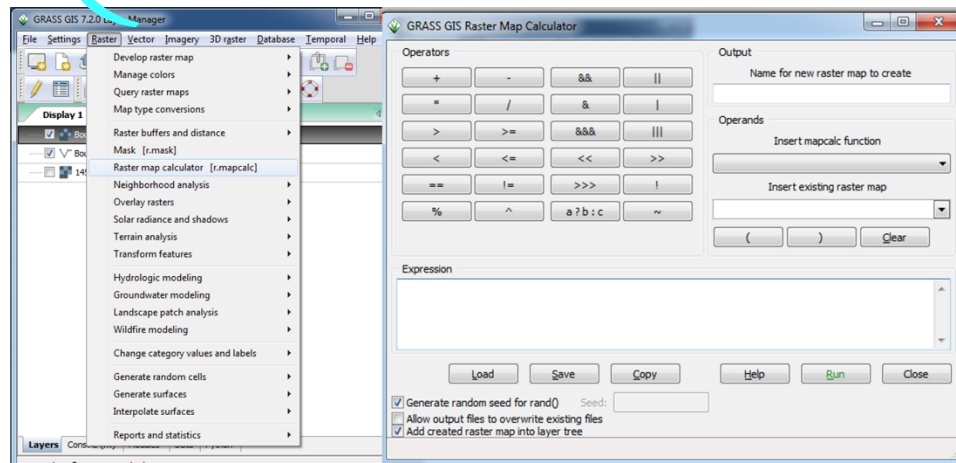 GRASS GIS 7.2.0 Layer Manager
File Settings Raster Vector Imagery 3D raster Database Temporal Help
Develop raster map
Manage colors
Query raster maps
Map type conversions
Raster buffers and distance
Mask [r.mask]
Raster map calculator [r.mapcalc]
Neighborhood analysis
Overlay rasters
Solar radiance and shadows
Terrain analysis
Transform features
Hydrologic modeling
Groundwater modeling
Landscape patch analysis
Wildfire modeling
Change category values and labels
Generate random cells
Generate surfaces
Interpolate surfaces
Reports and statistics
Display 1
Bou
Bou
145
Layers
GRASS GIS Raster Map Calculator
Operators
+ - && ||
* / & |
> >= &&& |||
< <= << >>
== != >>> !
% ^ a?b:c ~
Output
Name for new raster map to create
Operands
Insert mapcalc function
Insert existing raster map
( ) Clear
Expression
Load Save Copy Help Run Close
Generate random seed for rand() Seed:
Allow output files to overwrite existing files
Add created raster map into layer tree